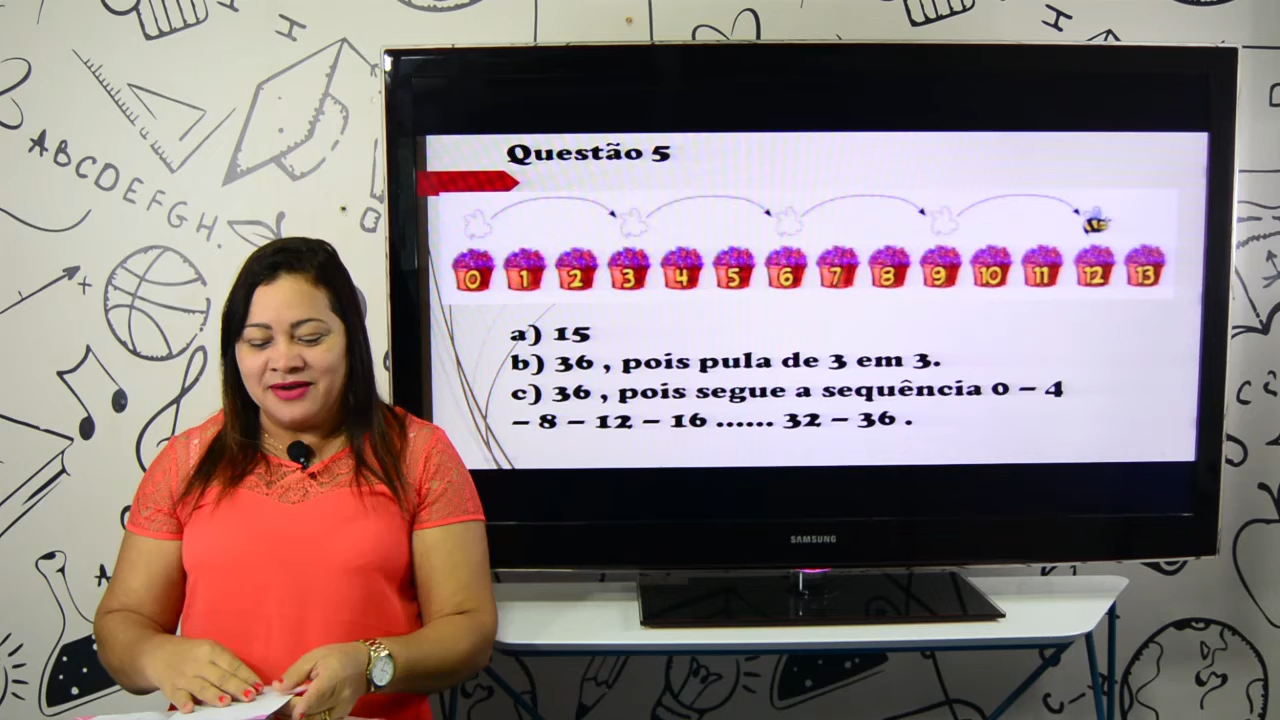 Questão 5
0 1 2 3 4 5 6 7 8 9 10 11 12 13
a) 15
b) 36 , pois pula de 3 em 3.
c) 36 , pois segue a sequência 0 – 4
– 8 – 12 – 16 ...... 32 – 36 .
SAMSUNG
ABCDEFGH.